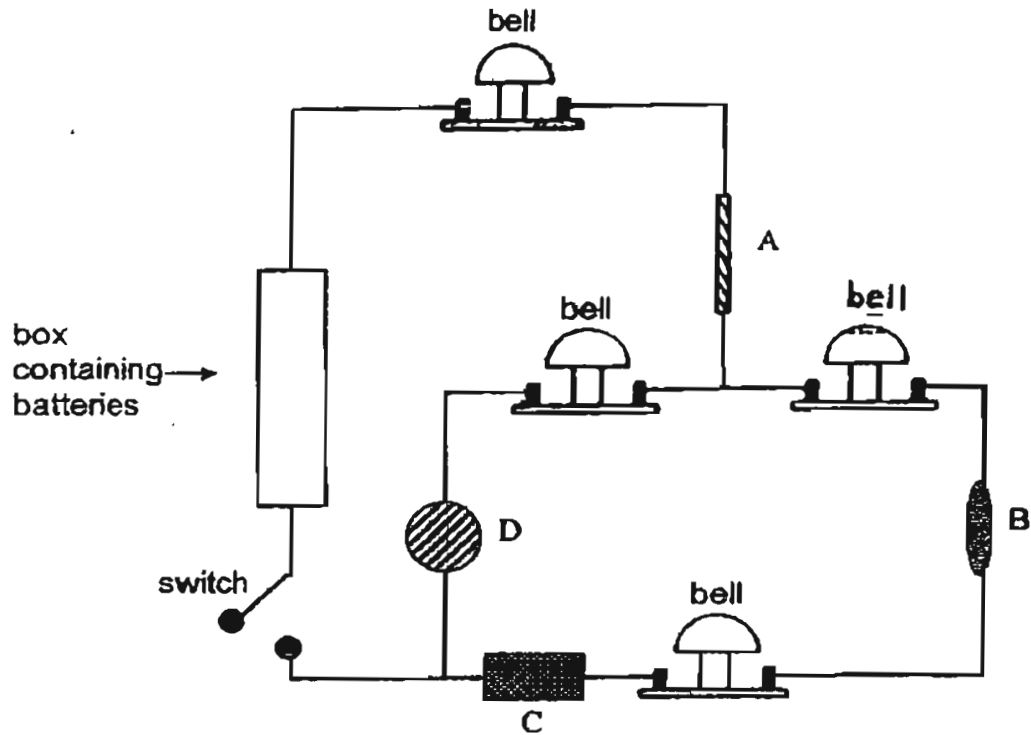 bell
A
bell
bell
box
containing
batteries
D
B
switch
bell
C